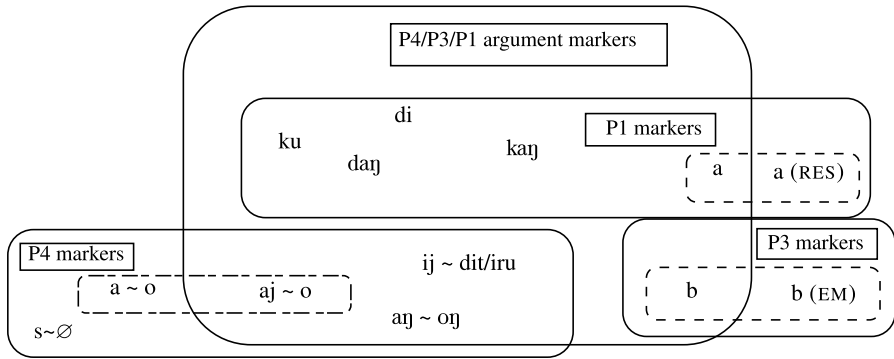 P4/P3/P1 argument markers
di
P1 markers
ku
kaŋ
daŋ
a
a (RES)
P4 markers
P3 markers
ij ~ dit/iru
a ~ o
aj ~ o
b
b (EM)
aŋ ~ oŋ
s~∅